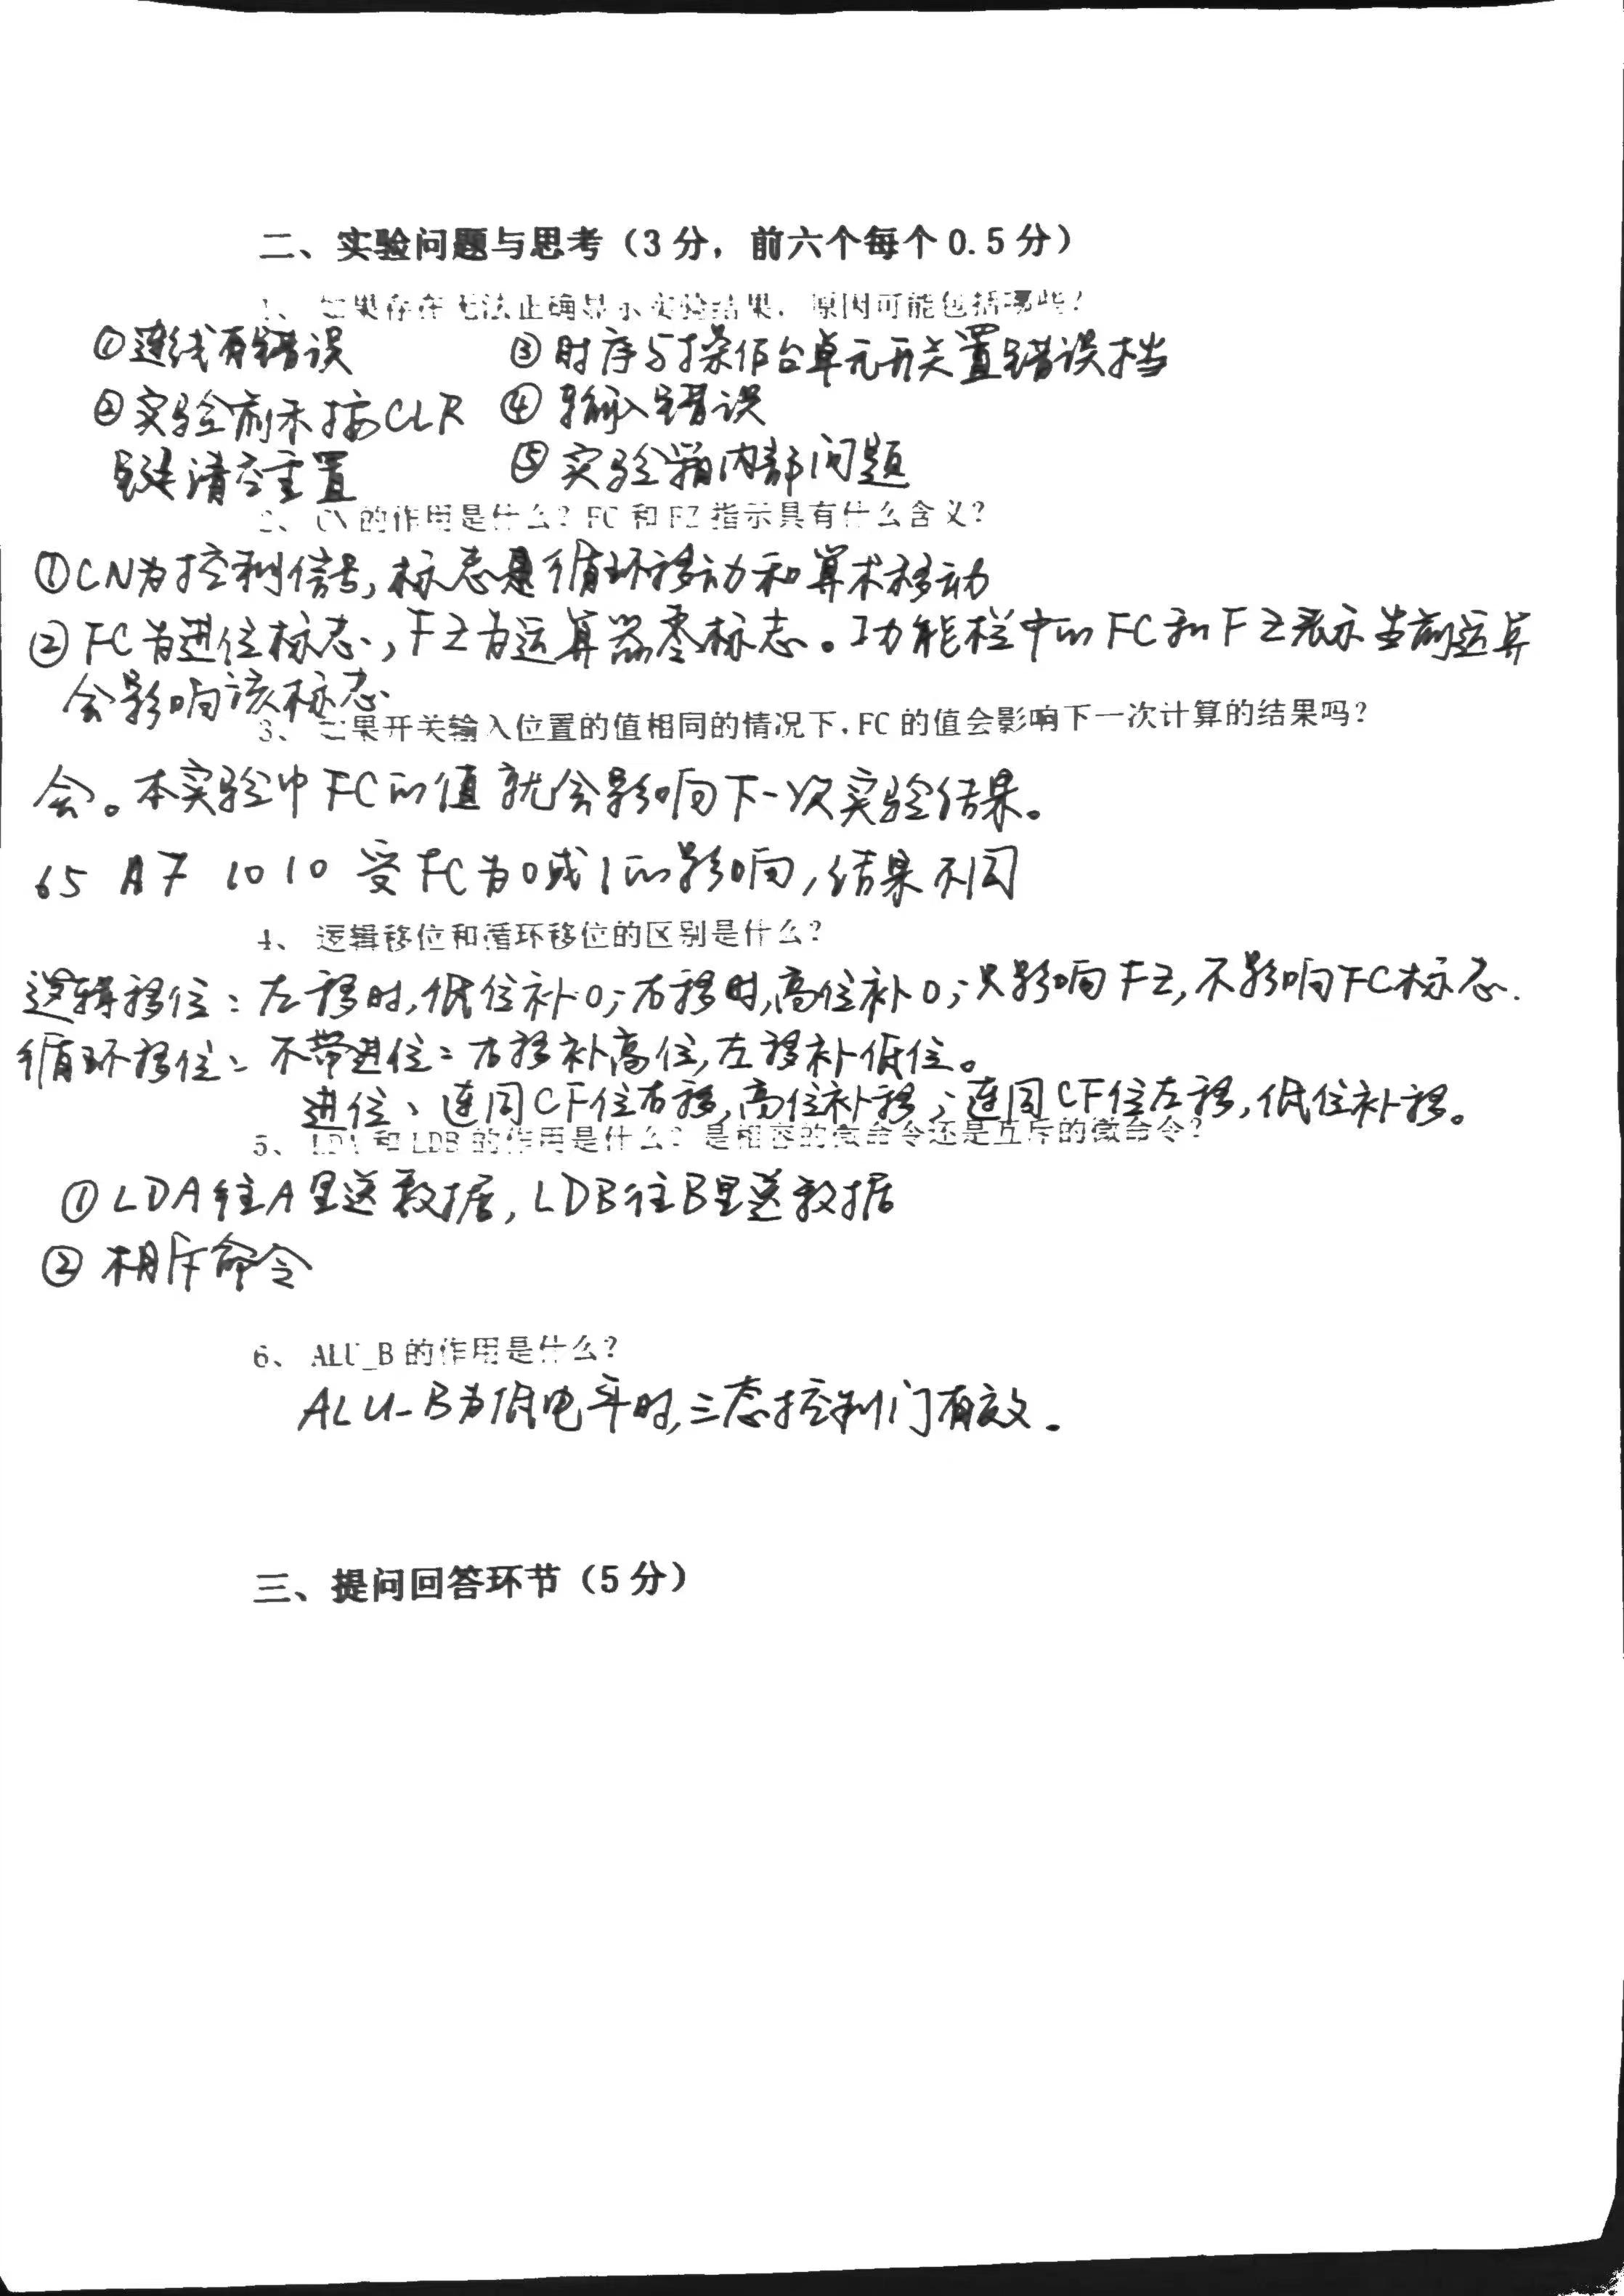 二、实验问题与思考（3分，前六个每个0.5分）
1、如果存在无法正确显示实验结果，原因可能包括哪些？
①连线有错误
③时序与操作台单元开关置错误档
②实验前未按CLR
④输入错误
键清空重置
⑤实验箱内部问题
2、CN的作用是什么？FC和FZ指示具有什么含义？
①CN为控制信号，标志是循环移动和算术移动
②FC为进位标志，FZ为运算器零标志。功能栏中的FC和FZ表示当前运算
会影响该标志
3、如果开关输入位置的值相同的情况下，FC的值会影响下一次计算的结果吗？
会。本实验中FC的值就会影响下一次实验结果。
65 A7 1010 受FC为0或1的影响，结果不同
4、逻辑移位和循环移位的区别是什么？
逻辑移位：左移时，低位补0；右移时，高位补0；只影响FZ，不影响FC标志.
循环移位：不带进位：右移补高位，左移补低位。
进位：连同CF位右移，高位补移；连同CF位左移，低位补移。
5、LDA和LDB的作用是什么？是相容的微命令还是互斥的微命令？
①LDA往A里送数据，LDB往B里送数据
②相斥命令
6、ALU_B的作用是什么？
ALU-B为低电平时，三态控制门有效.
三、提问回答环节（5分）